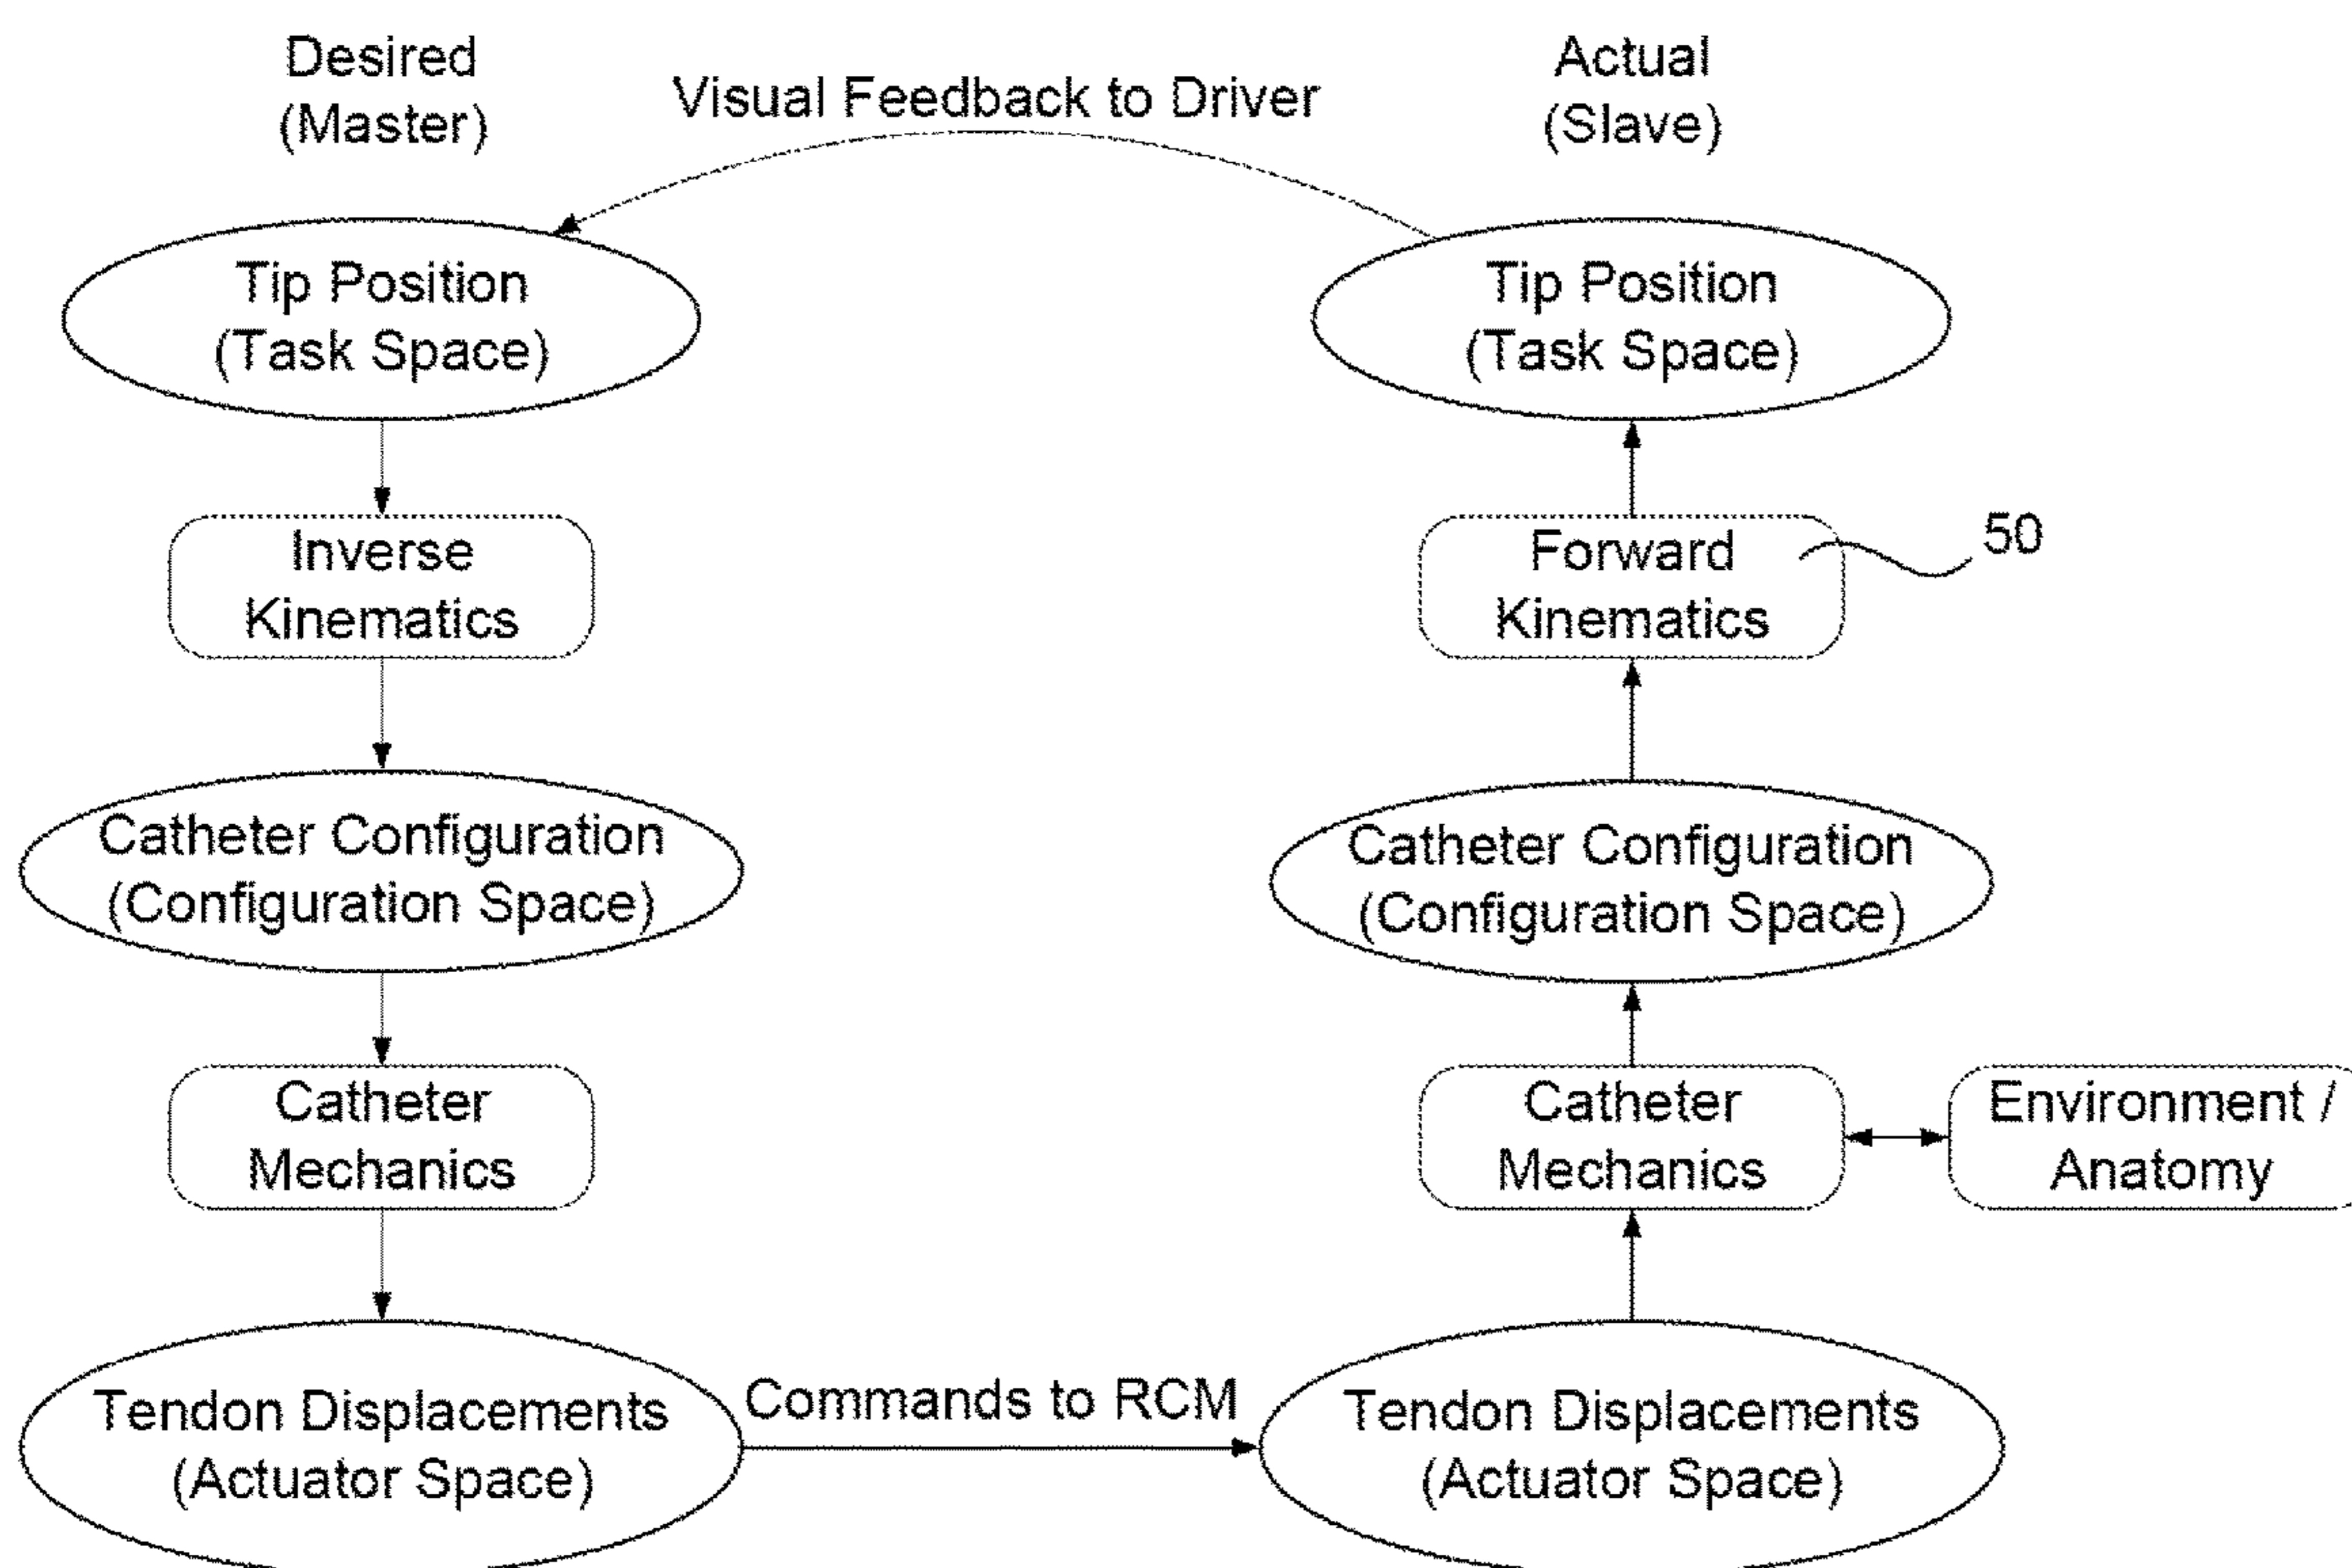 Desired
(Master)
Visual Feedback to Driver
Actual
(Slave)
Tip Position
(Task Space)
Tip Position
(Task Space)
Inverse
Kinematics
Forward
Kinematics
50
Catheter Configuration
(Configuration Space)
Catheter Configuration
(Configuration Space)
Catheter
Mechanics
Catheter
Mechanics
Environment /
Anatomy
Tendon Displacements
(Actuator Space)
Commands to RCM
Tendon Displacements
(Actuator Space)